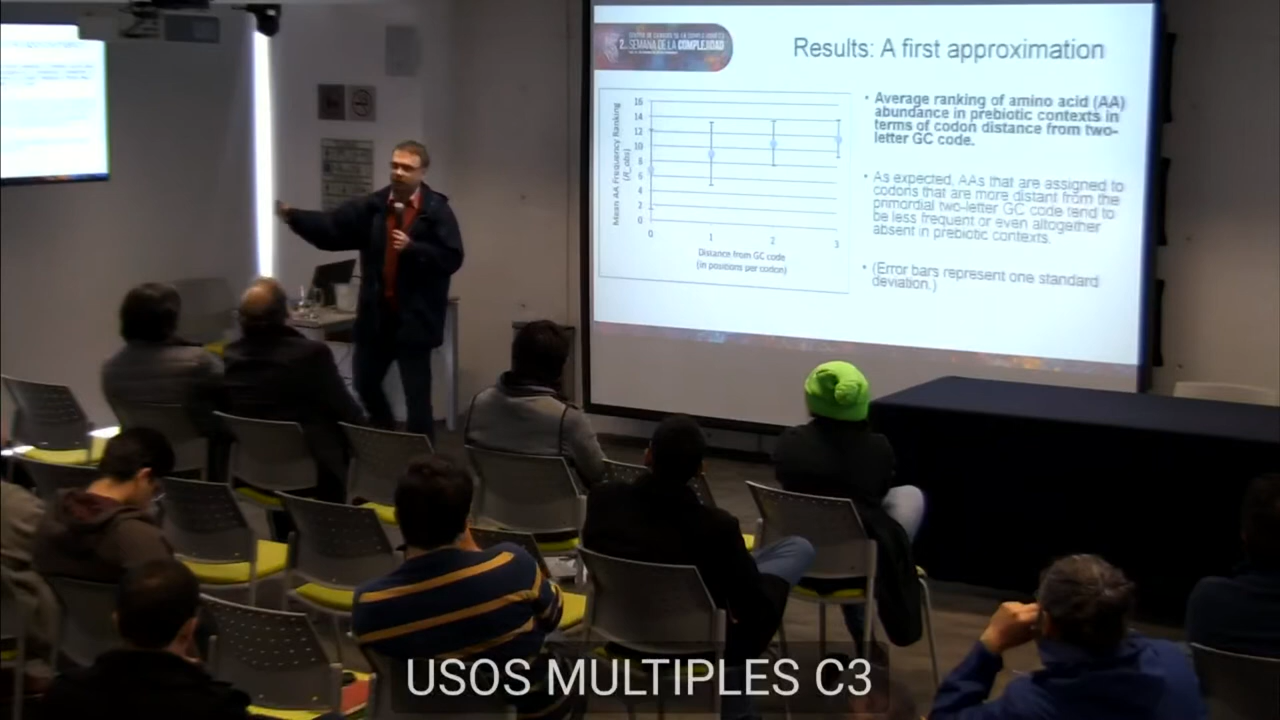 2.ª SEMANA DE LA COMPLEJIDAD
Results: A first approximation
Mean AA Frequency Ranking
(R_obs)
16
14
12
10
8
6
4
2
0
0
1
2
3
Distance from GC code
(in positions per codon)
• Average ranking of amino acid (AA)
abundance in prebiotic contexts in
terms of codon distance from two-
letter GC code.
• As expected, AAs that are assigned to
codons that are more distant from the
primordial two-letter GC code tend to
be less frequent or even altogether
absent in prebiotic contexts.
• (Error bars represent one standard
deviation.)
USOS MULTIPLES C3